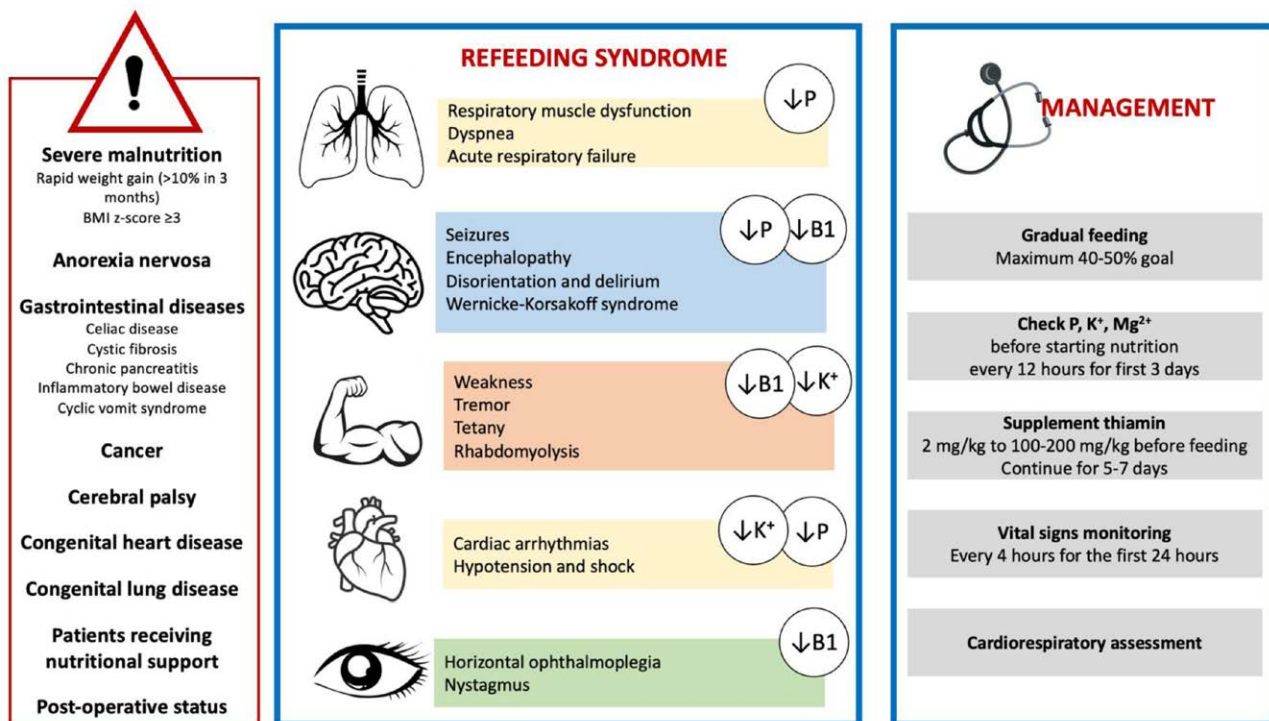 Severe malnutrition
Rapid weight gain (>10% in 3
months)
BMI z-score ≥3
Anorexia nervosa
Gastrointestinal diseases
Celiac disease
Cystic fibrosis
Chronic pancreatitis
Inflammatory bowel disease
Cyclic vomit syndrome
Cancer
Cerebral palsy
Congenital heart disease
Congenital lung disease
Patients receiving
nutritional support
Post-operative status
REFEEDING SYNDROME
↓P
Respiratory muscle dysfunction
Dyspnea
Acute respiratory failure
↓P ↓B1
Seizures
Encephalopathy
Disorientation and delirium
Wernicke-Korsakoff syndrome
↓B1 ↓K⁺
Weakness
Tremor
Tetany
Rhabdomyolysis
↓K⁺ ↓P
Cardiac arrhythmias
Hypotension and shock
↓B1
Horizontal ophthalmoplegia
Nystagmus
MANAGEMENT
Gradual feeding
Maximum 40-50% goal
Check P, K⁺, Mg²⁺
before starting nutrition
every 12 hours for first 3 days
Supplement thiamin
2 mg/kg to 100-200 mg/kg before feeding
Continue for 5-7 days
Vital signs monitoring
Every 4 hours for the first 24 hours
Cardiorespiratory assessment